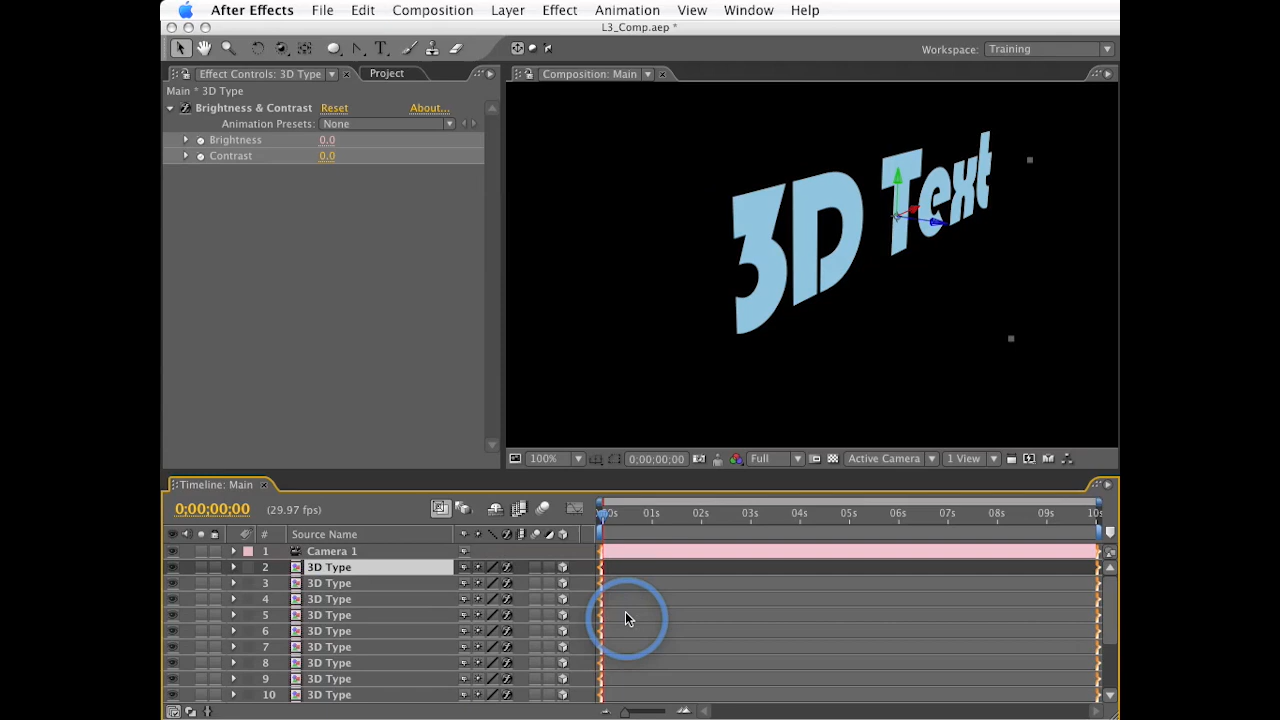 After Effects File Edit Composition Layer Effect Animation View Window Help
L3_Comp.aep *
Workspace: Training
Effect Controls: 3D Type Project
Composition: Main
Main * 3D Type
Brightness & Contrast Reset About...
Animation Presets: None
Brightness 0.0
Contrast 0.0
3D Text
100% 0;00;00;00 Full Active Camera 1 View
Timeline: Main
0;00;00;00 (29.97 fps)
00s 01s 02s 03s 04s 05s 06s 07s 08s 09s 10s
# Source Name
1 Camera 1
2 3D Type
3 3D Type
4 3D Type
5 3D Type
6 3D Type
7 3D Type
8 3D Type
9 3D Type
10 3D Type